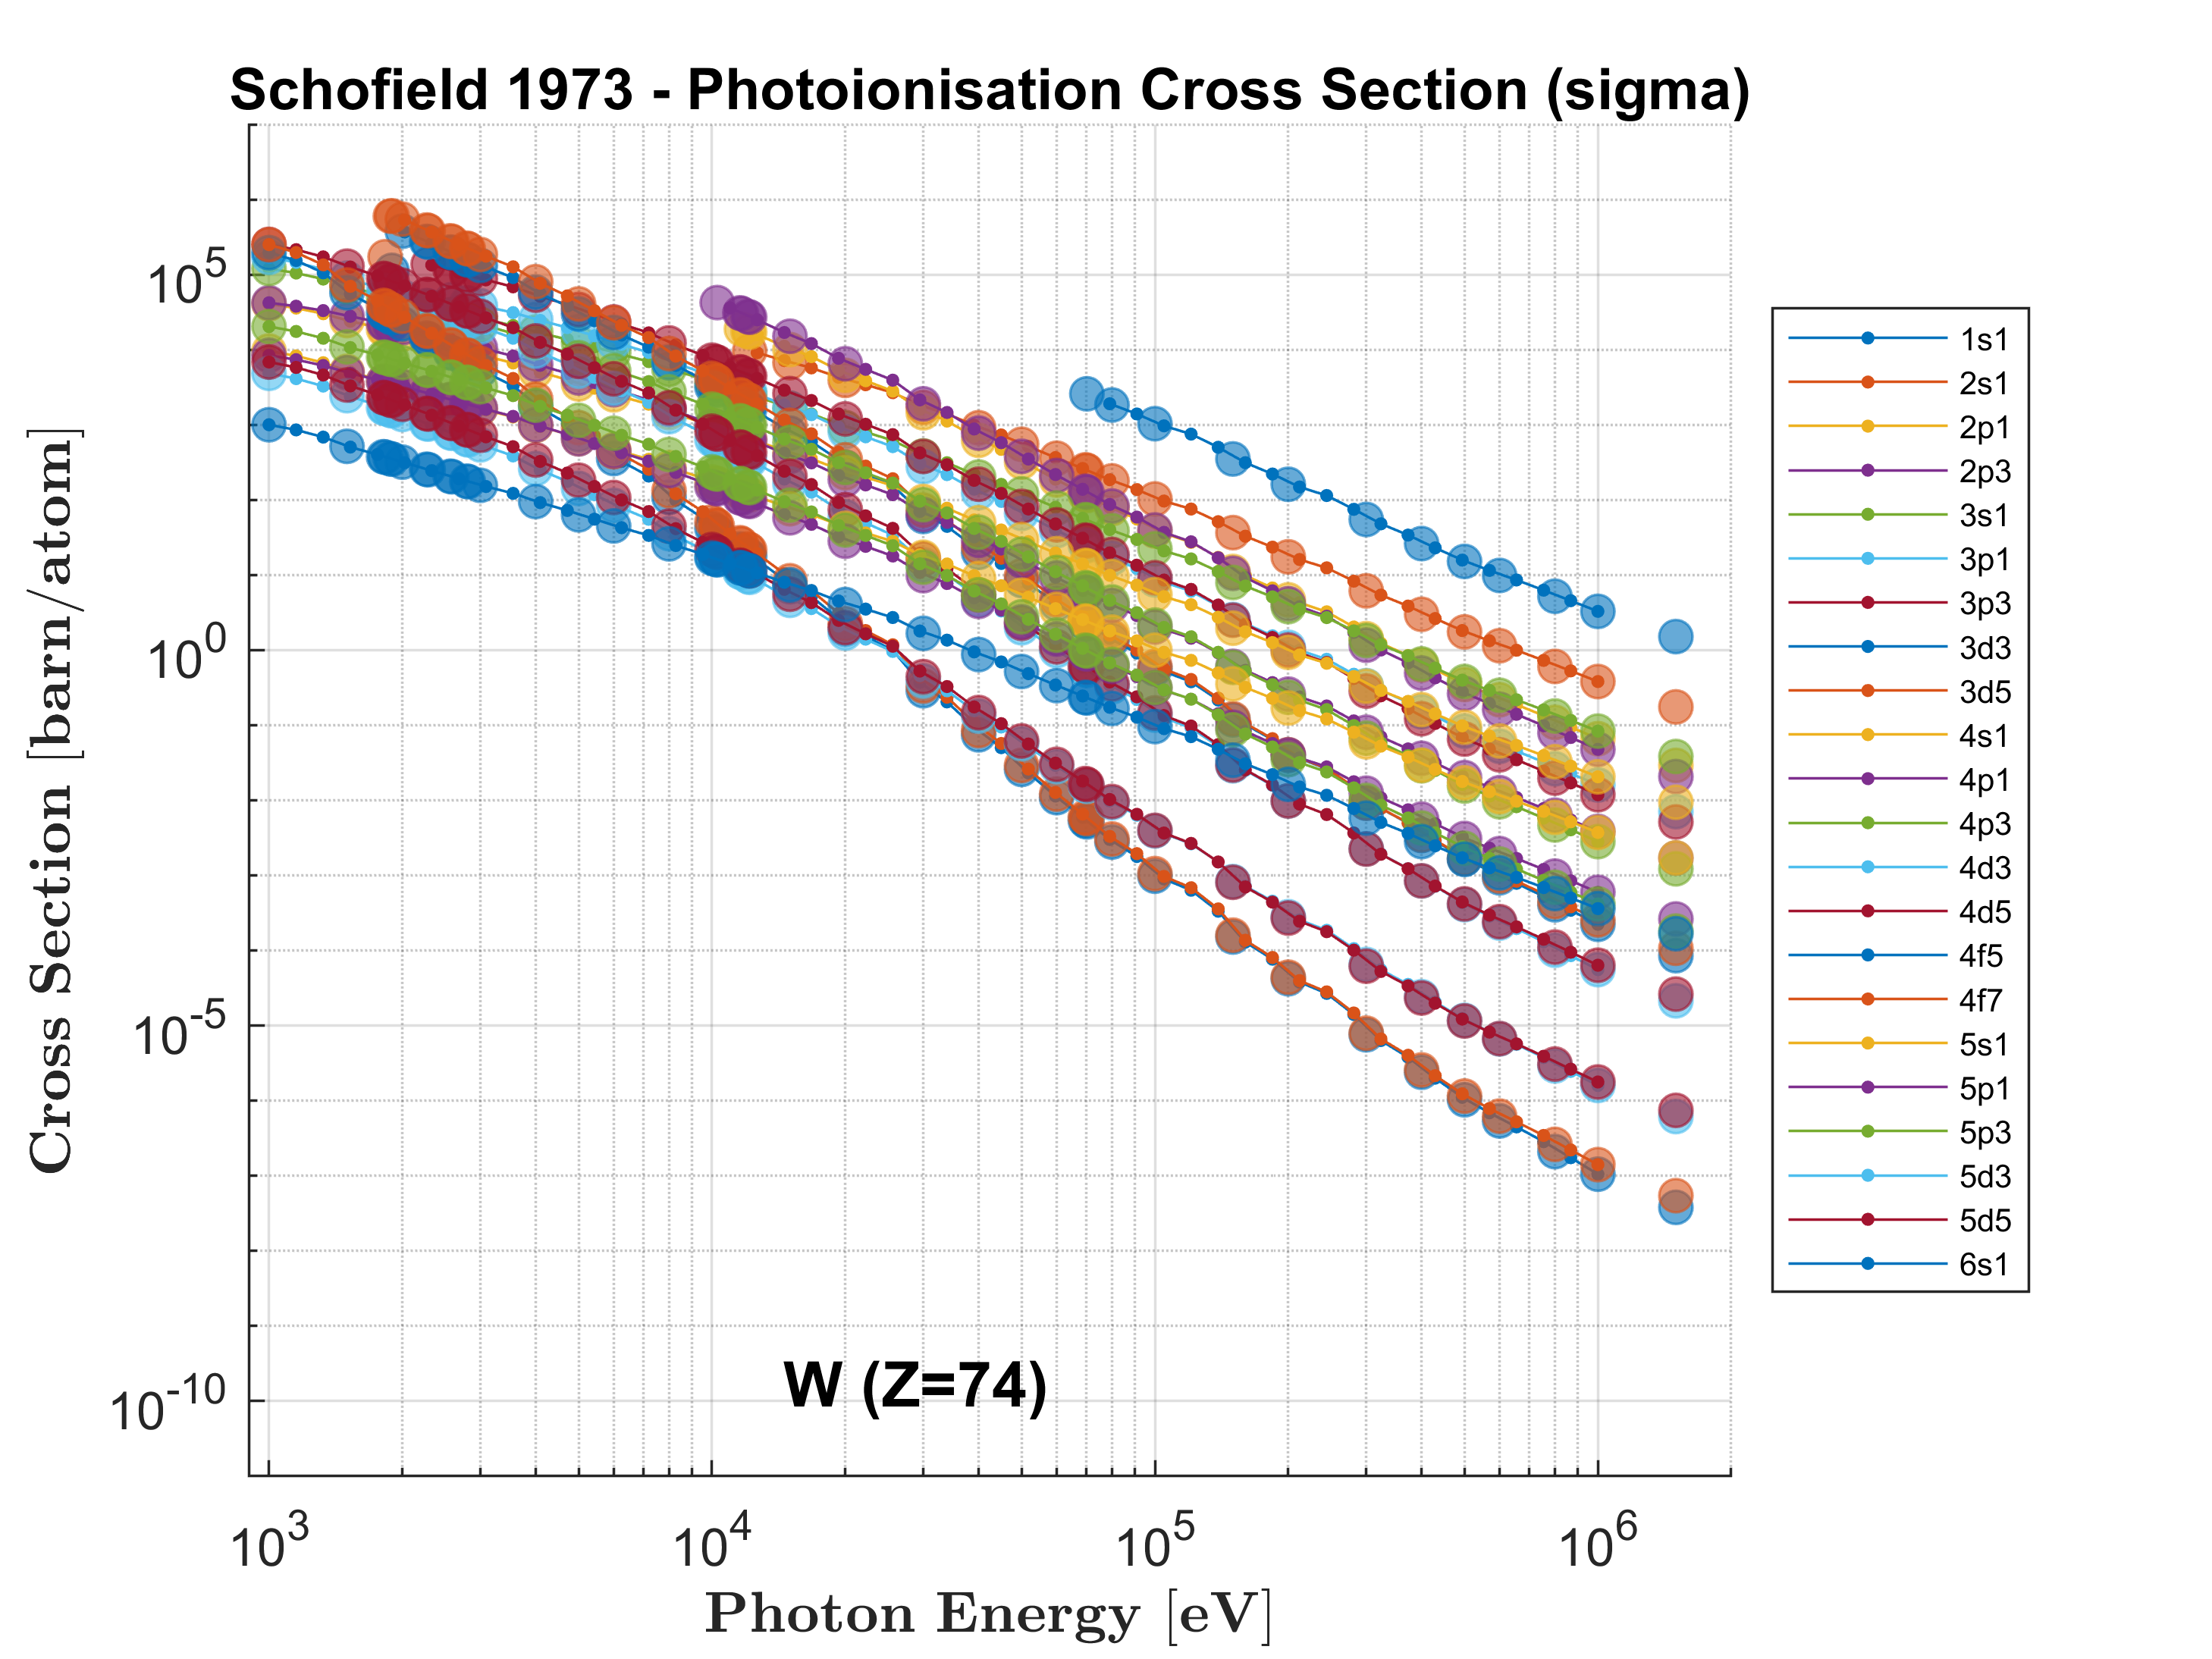 Schofield 1973 - Photoionisation Cross Section (sigma)
Cross Section [barn/atom]
10^5
10^0
10^-5
10^-10
W (Z=74)
10^3 10^4 10^5 10^6
Photon Energy [eV]
1s1
2s1
2p1
2p3
3s1
3p1
3p3
3d3
3d5
4s1
4p1
4p3
4d3
4d5
4f5
4f7
5s1
5p1
5p3
5d3
5d5
6s1